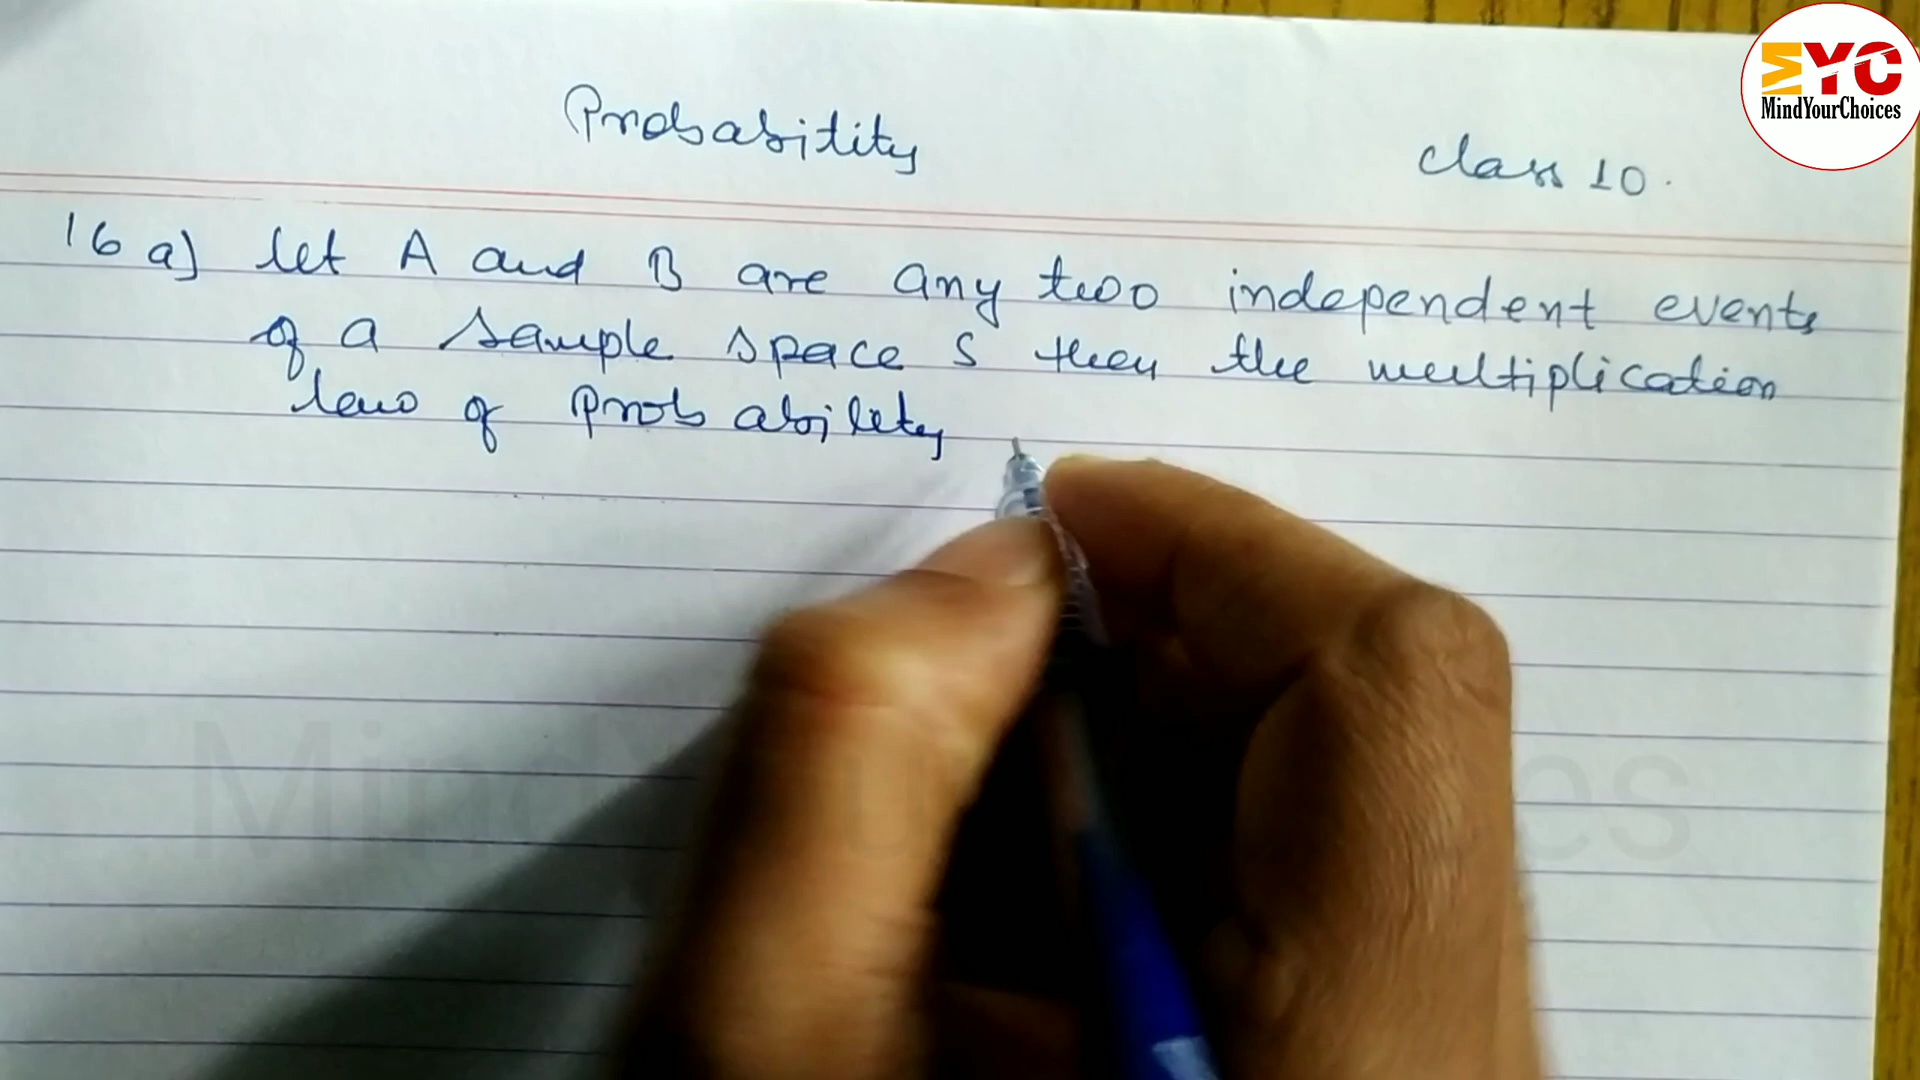 MYC
MindYourChoices
Probability
Class 10.
16 a] Let A and B are any two independent events
of a sample space S then the multiplication
law of Probability